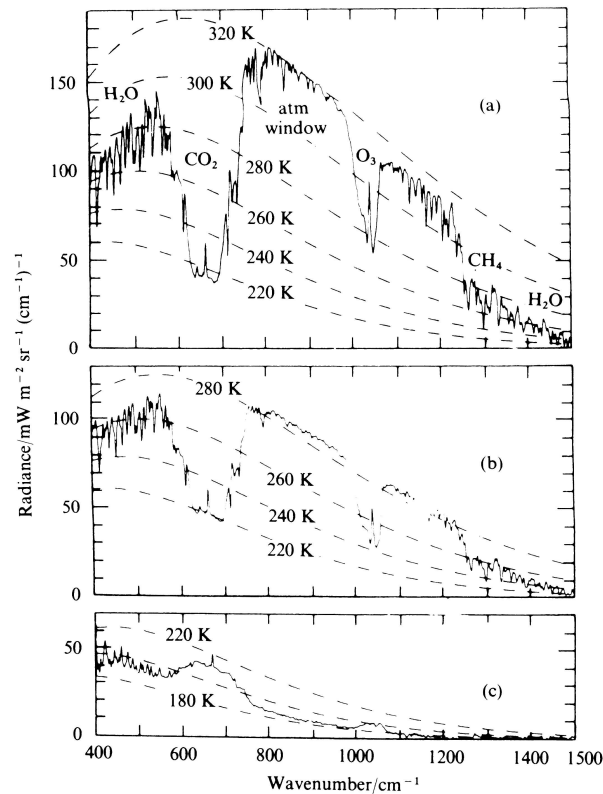 320 K
150
H₂O
300 K
(a)
atm
window
CO₂
O₃
100
280 K
260 K
CH₄
50
240 K
H₂O
220 K
0
Radiance/mW m⁻² sr⁻¹ (cm⁻¹)⁻¹
280 K
100
(b)
260 K
50
240 K
220 K
0
50
220 K
180 K
(c)
0
400 600 800 1000 1200 1400 1500
Wavenumber/cm⁻¹